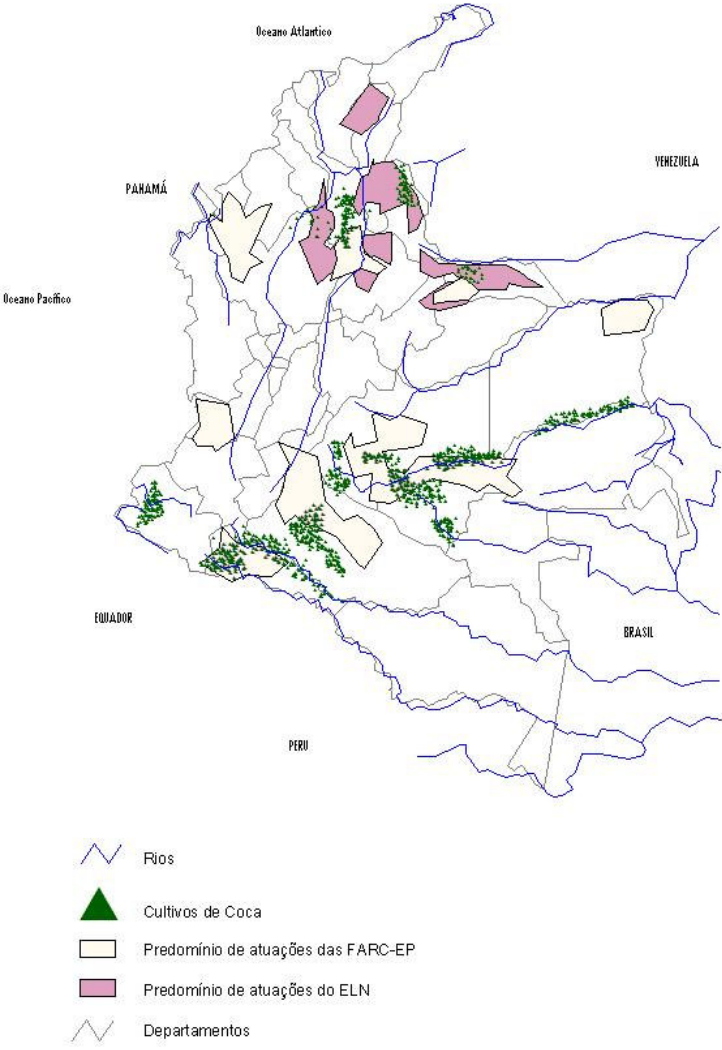 Oceano Atlantico
VENEZUELA
PANAMÁ
Oceano Pacífico
EQUADOR
BRASIL
PERU
Rios
Cultivos de Coca
Predomínio de atuações das FARC-EP
Predomínio de atuações do ELN
Departamentos